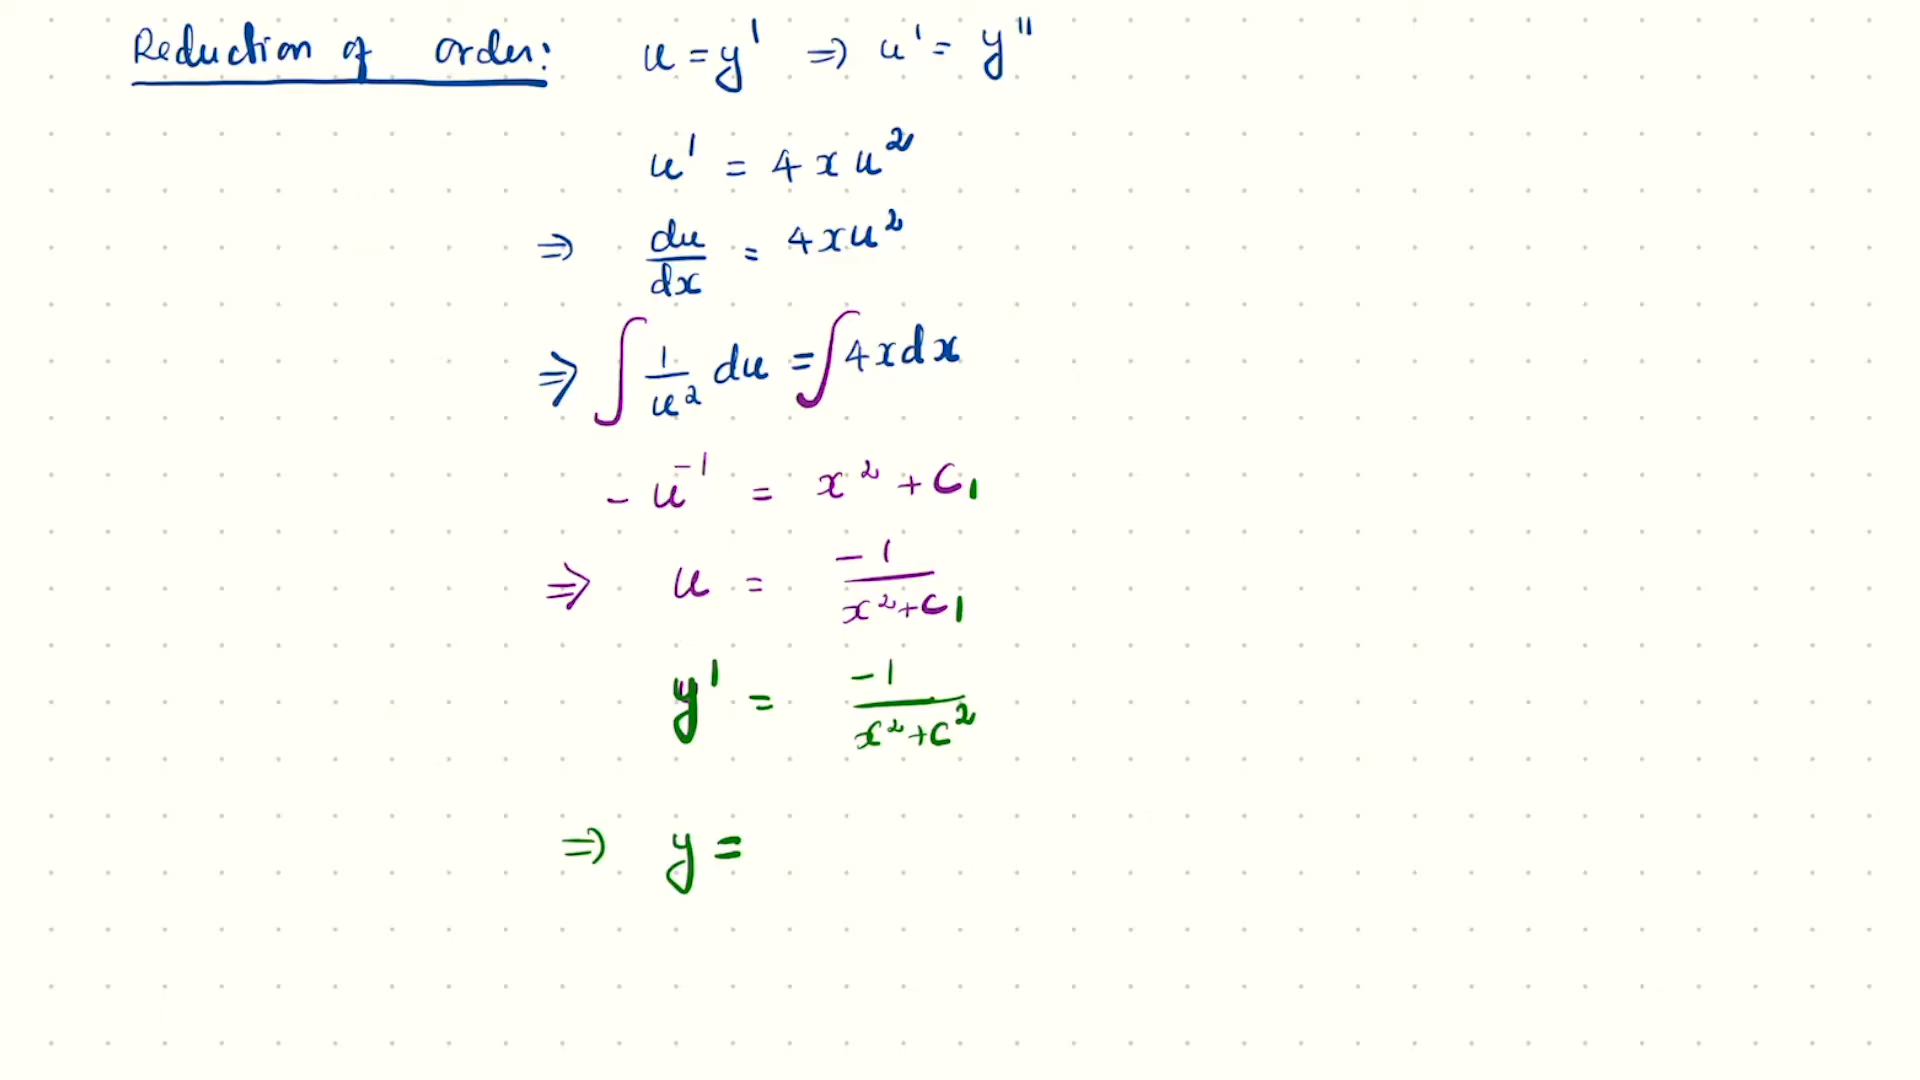 Reduction of order: u = y' ⇒ u' = y''
u' = 4xu²
⇒ du/dx = 4xu²
⇒ ∫ 1/u² du = ∫ 4x dx
-u⁻¹ = x² + C₁
⇒ u = -1/(x²+C₁)
y' = -1/(x²+C²)
⇒ y =